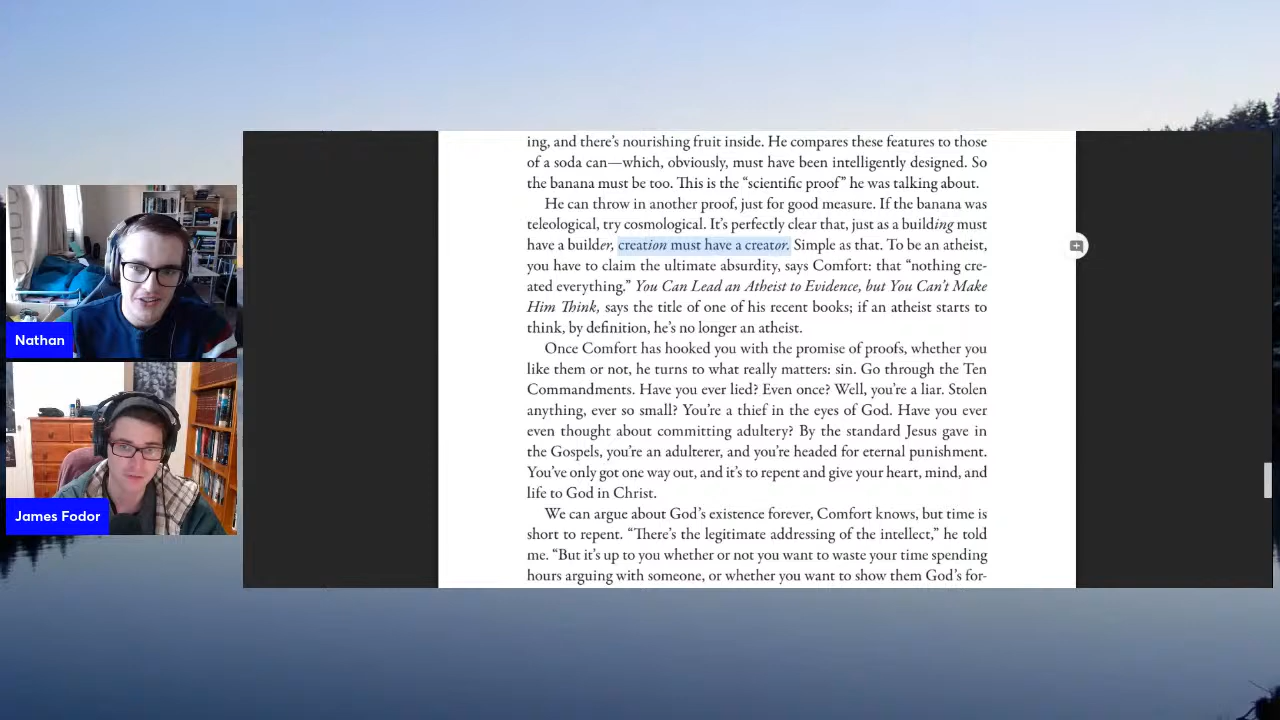 ing, and there's nourishing fruit inside. He compares these features to those
of a soda can—which, obviously, must have been intelligently designed. So
the banana must be too. This is the “scientific proof” he was talking about.
He can throw in another proof, just for good measure. If the banana was
teleological, try cosmological. It's perfectly clear that, just as a building must
have a builder, creation must have a creator. Simple as that. To be an atheist,
you have to claim the ultimate absurdity, says Comfort: that “nothing cre-
ated everything.” You Can Lead an Atheist to Evidence, but You Can't Make
Him Think, says the title of one of his recent books; if an atheist starts to
think, by definition, he's no longer an atheist.
Once Comfort has hooked you with the promise of proofs, whether you
like them or not, he turns to what really matters: sin. Go through the Ten
Commandments. Have you ever lied? Even once? Well, you're a liar. Stolen
anything, ever so small? You're a thief in the eyes of God. Have you ever
even thought about committing adultery? By the standard Jesus gave in
the Gospels, you're an adulterer, and you're headed for eternal punishment.
You've only got one way out, and it's to repent and give your heart, mind, and
life to God in Christ.
We can argue about God's existence forever, Comfort knows, but time is
short to repent. “There's the legitimate addressing of the intellect,” he told
me. “But it's up to you whether or not you want to waste your time spending
hours arguing with someone, or whether you want to show them God's for-
Nathan
James Fodor